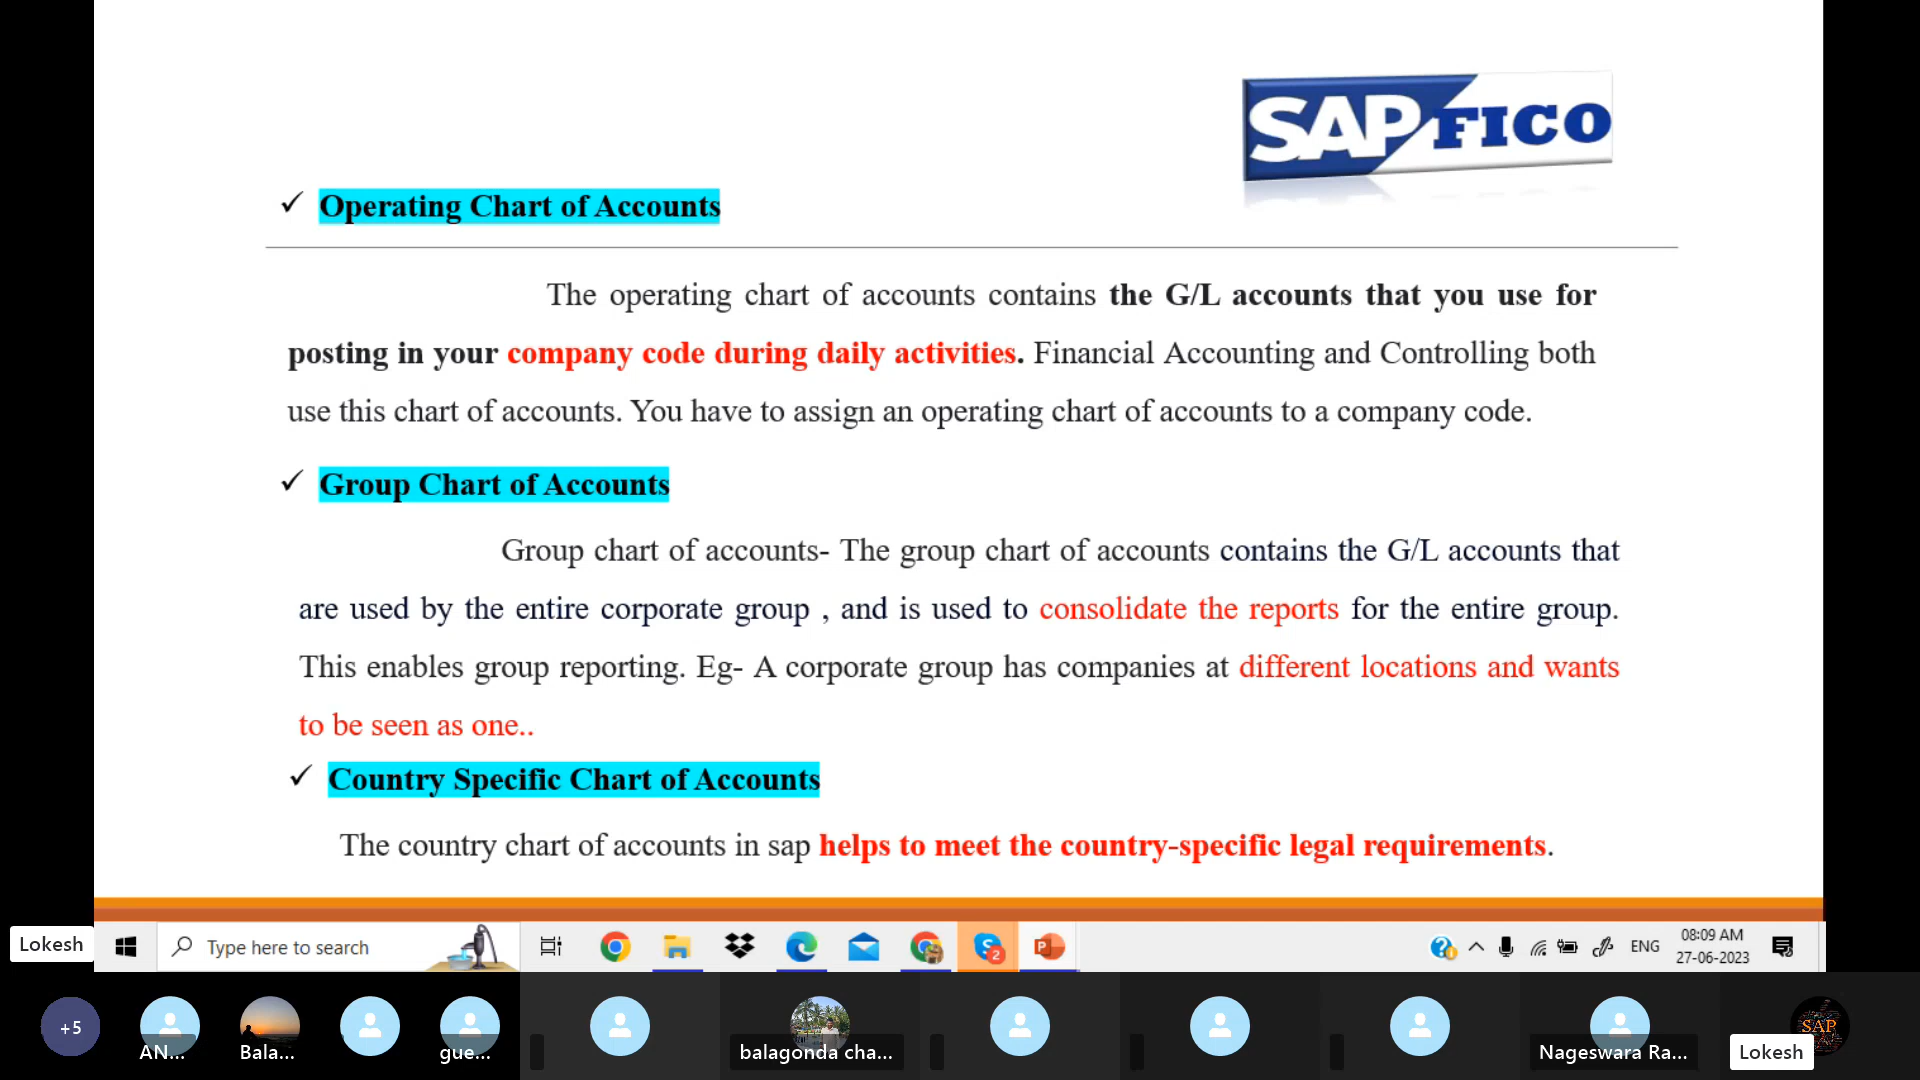 SAP FICO
✓ Operating Chart of Accounts
The operating chart of accounts contains the G/L accounts that you use for
posting in your company code during daily activities. Financial Accounting and Controlling both
use this chart of accounts. You have to assign an operating chart of accounts to a company code.
✓ Group Chart of Accounts
Group chart of accounts- The group chart of accounts contains the G/L accounts that
are used by the entire corporate group , and is used to consolidate the reports for the entire group.
This enables group reporting. Eg- A corporate group has companies at different locations and wants
to be seen as one..
✓ Country Specific Chart of Accounts
The country chart of accounts in sap helps to meet the country-specific legal requirements.
Lokesh
Type here to search
2
ENG
08:09 AM
27-06-2023
+5
AN...
Bala...
gue...
balagonda cha...
Nageswara Ra...
SAP
Lokesh